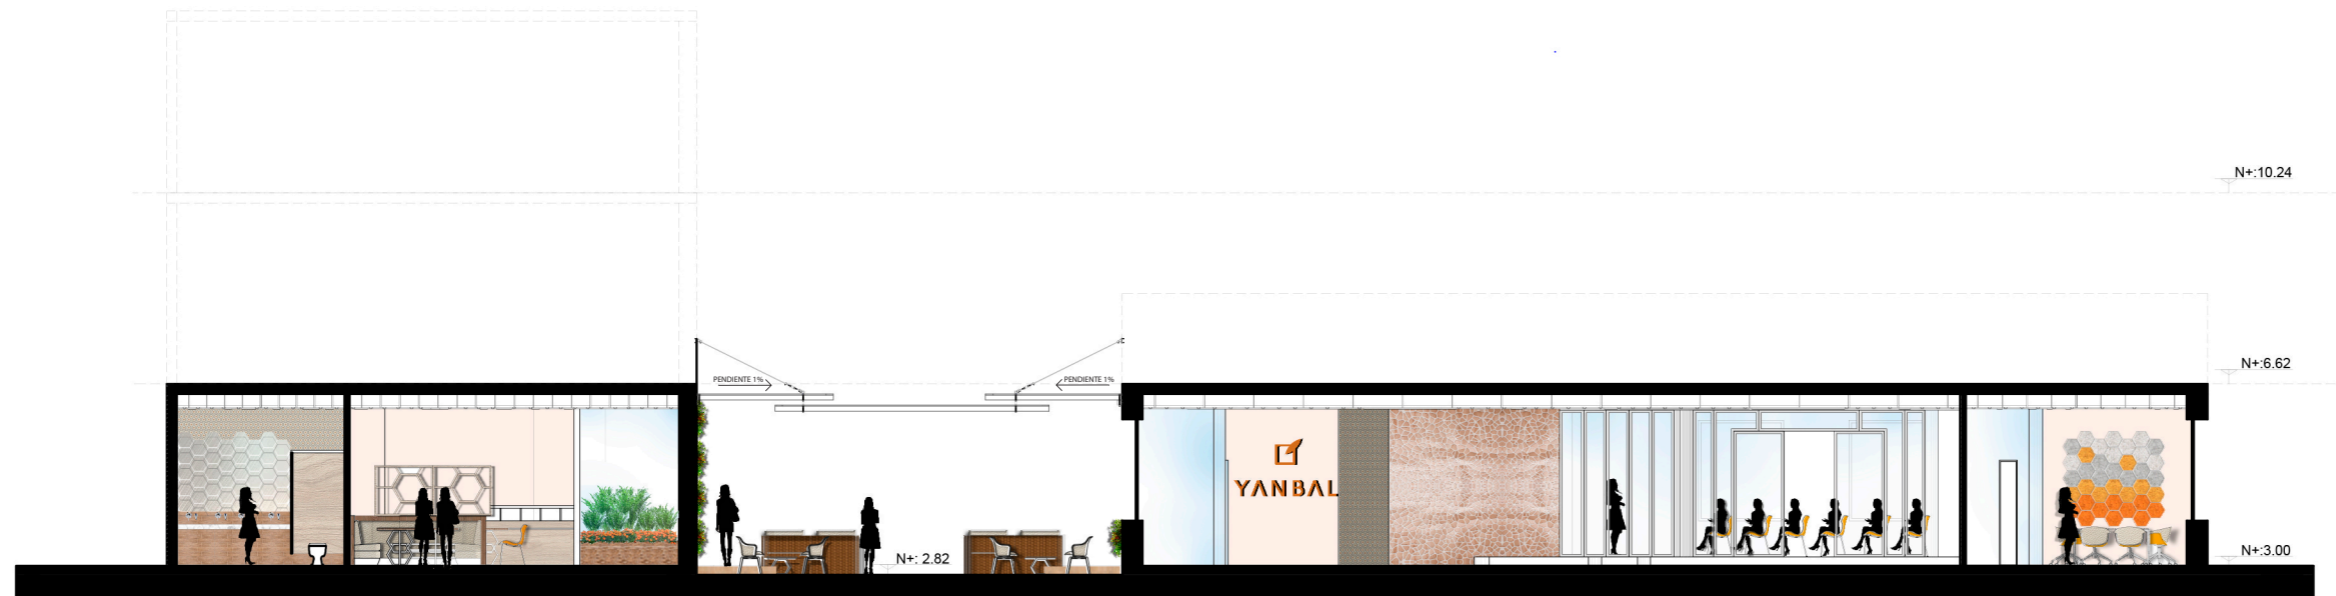 N+:10.24
N+:6.62
PENDIENTE 1%
PENDIENTE 1%
YANBAL
N+: 2.82
N+:3.00